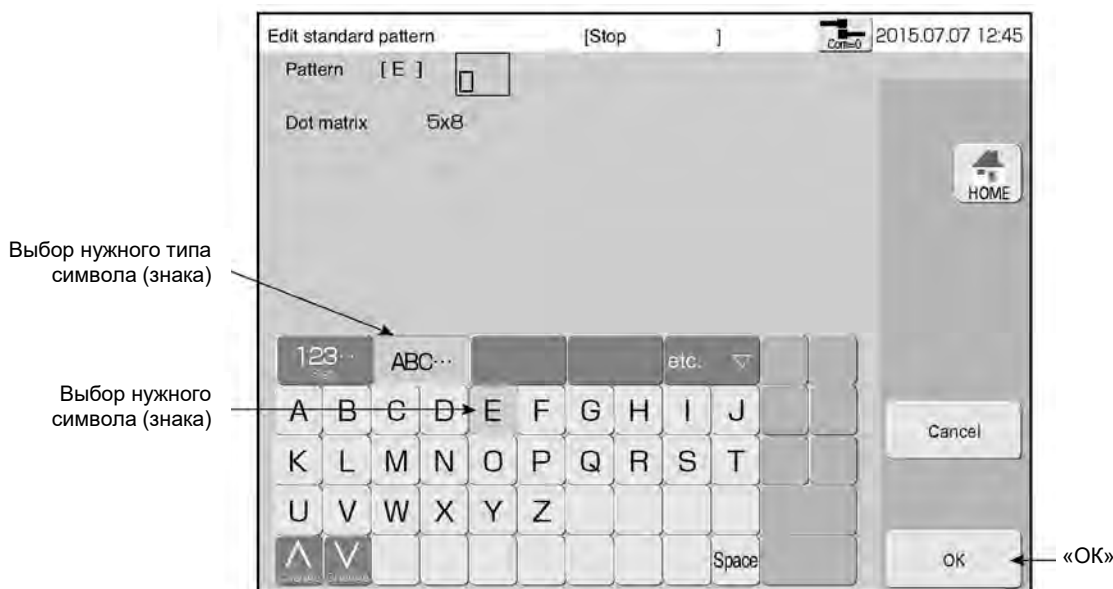 Edit standard pattern [Stop ] Com=0 2015.07.07 12:45
Pattern [ E ]
Dot matrix 5x8
HOME
Выбор нужного типа
символа (знака)
123··· ABC··· etc.
Выбор нужного
символа (знака)
A B C D E F G H I J
Cancel
K L M N O P Q R S T
U V W X Y Z
Space
OK
«ОК»